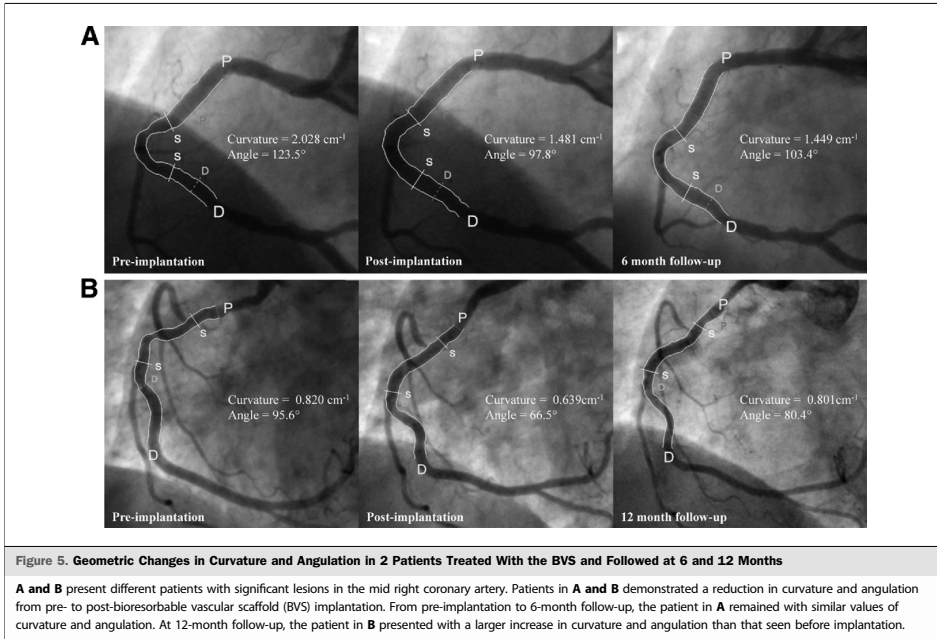 A
P
P
S
S
D
D
Curvature = 2.028 cm-1
Angle = 123.5°
Pre-implantation
P
S
S
D
D
Curvature = 1.481 cm-1
Angle = 97.8°
Post-implantation
P
S
S
D
D
Curvature = 1.449 cm-1
Angle = 103.4°
6 month follow-up
B
P
S
S
D
D
Curvature = 0.820 cm-1
Angle = 95.6°
Pre-implantation
P
S
S
D
Curvature = 0.639cm-1
Angle = 66.5°
Post-implantation
P
P
S
S
D
D
Curvature = 0.801cm-1
Angle = 80.4°
12 month follow-up
Figure 5. Geometric Changes in Curvature and Angulation in 2 Patients Treated With the BVS and Followed at 6 and 12 Months
A and B present different patients with significant lesions in the mid right coronary artery. Patients in A and B demonstrated a reduction in curvature and angulation
from pre- to post-bioresorbable vascular scaffold (BVS) implantation. From pre-implantation to 6-month follow-up, the patient in A remained with similar values of
curvature and angulation. At 12-month follow-up, the patient in B presented with a larger increase in curvature and angulation than that seen before implantation.